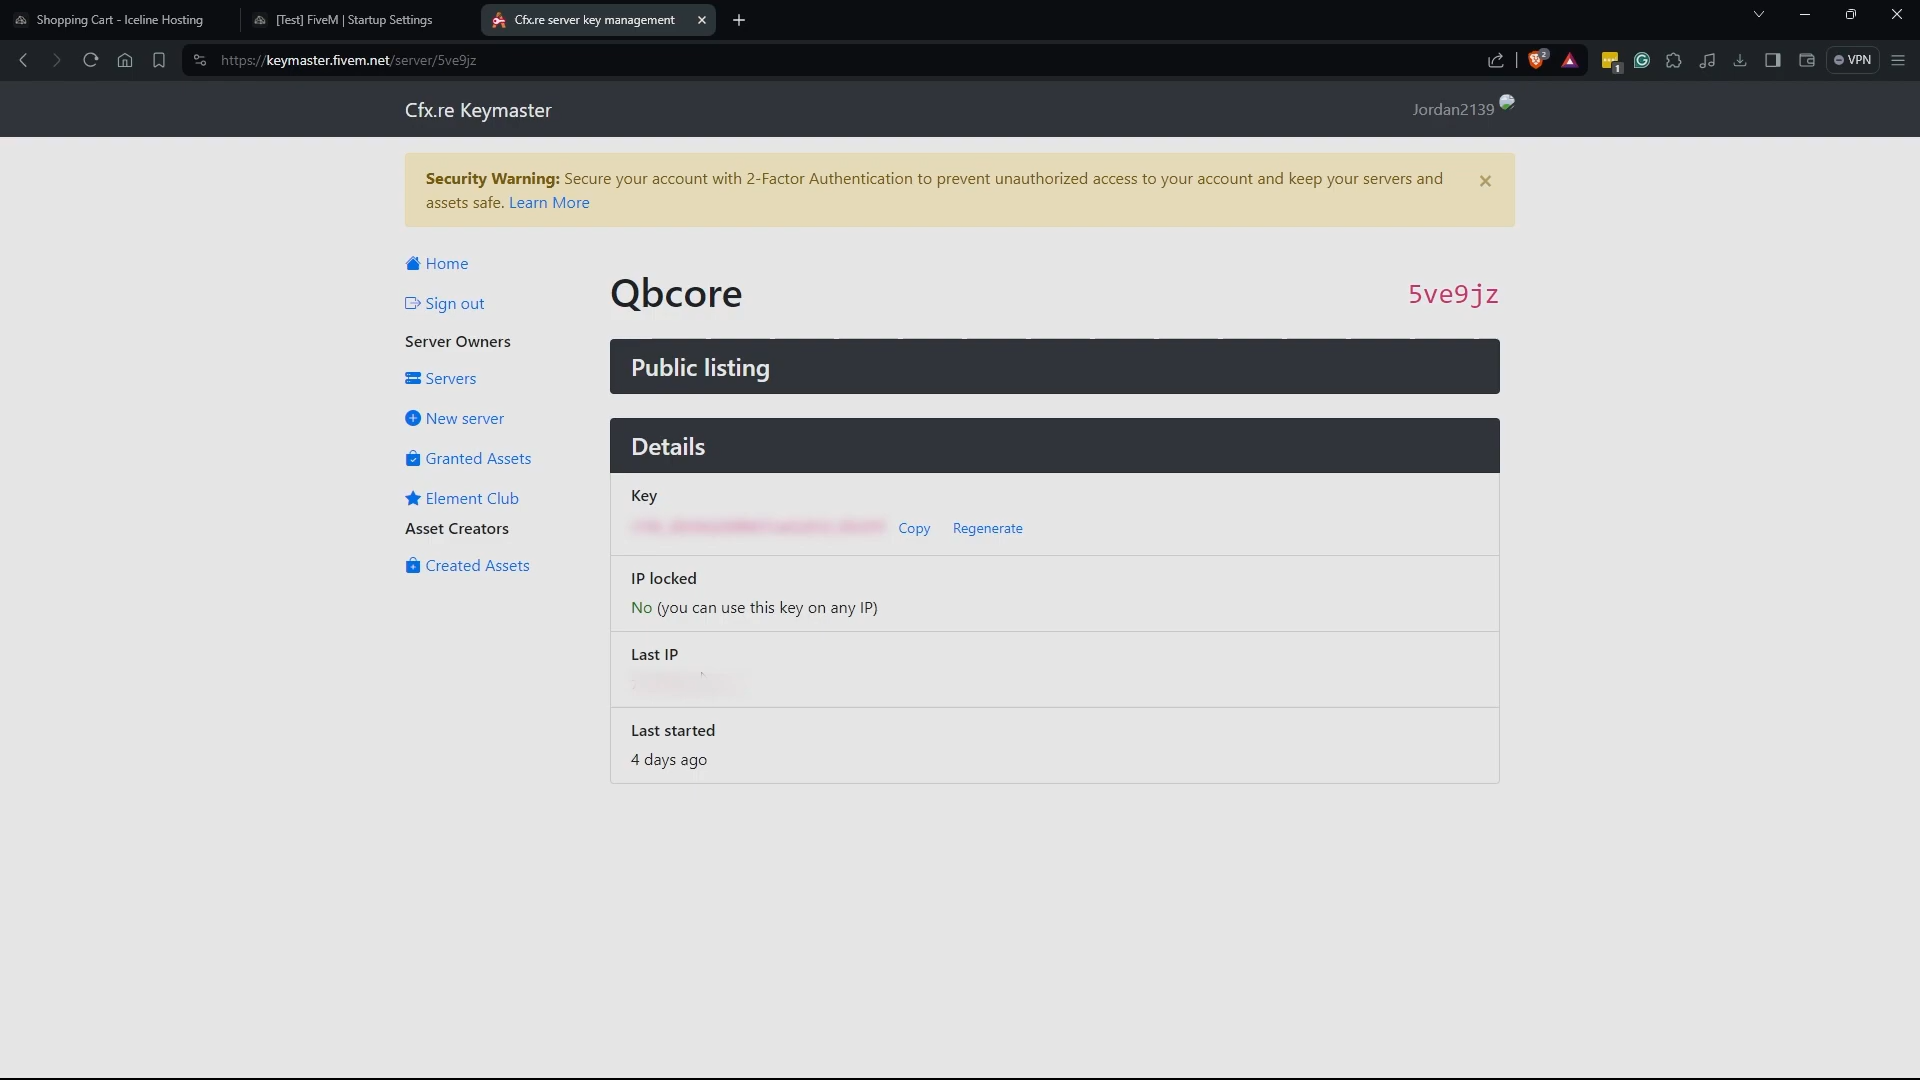 Shopping Cart - Iceline Hosting
[Test] FiveM | Startup Settings
Cfx.re server key management
https://keymaster.fivem.net/server/5ve9jz
2
1
VPN
Cfx.re Keymaster
Jordan2139
Security Warning: Secure your account with 2-Factor Authentication to prevent unauthorized access to your account and keep your servers and
assets safe. Learn More
Home
Sign out
Server Owners
Servers
New server
Granted Assets
Element Club
Asset Creators
Created Assets
Qbcore
5ve9jz
Public listing
Details
Key
Copy Regenerate
IP locked
No (you can use this key on any IP)
Last IP
Last started
4 days ago